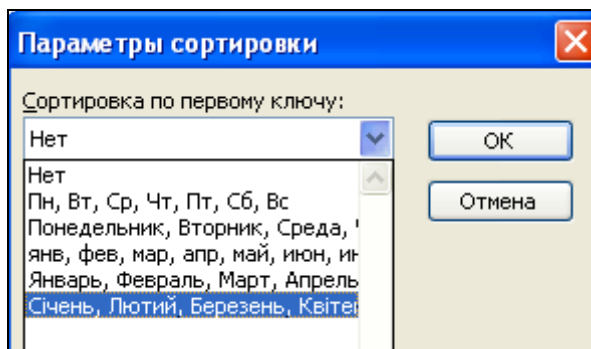 Параметры сортировки
Сортировка по первому ключу:
Нет
ОК
Нет
Пн, Вт, Ср, Чт, Пт, Сб, Вс
Отмена
Понедельник, Вторник, Среда,
янв, фев, мар, апр, май, июн,
Январь, Февраль, Март, Апрель
Січень, Лютий, Березень,